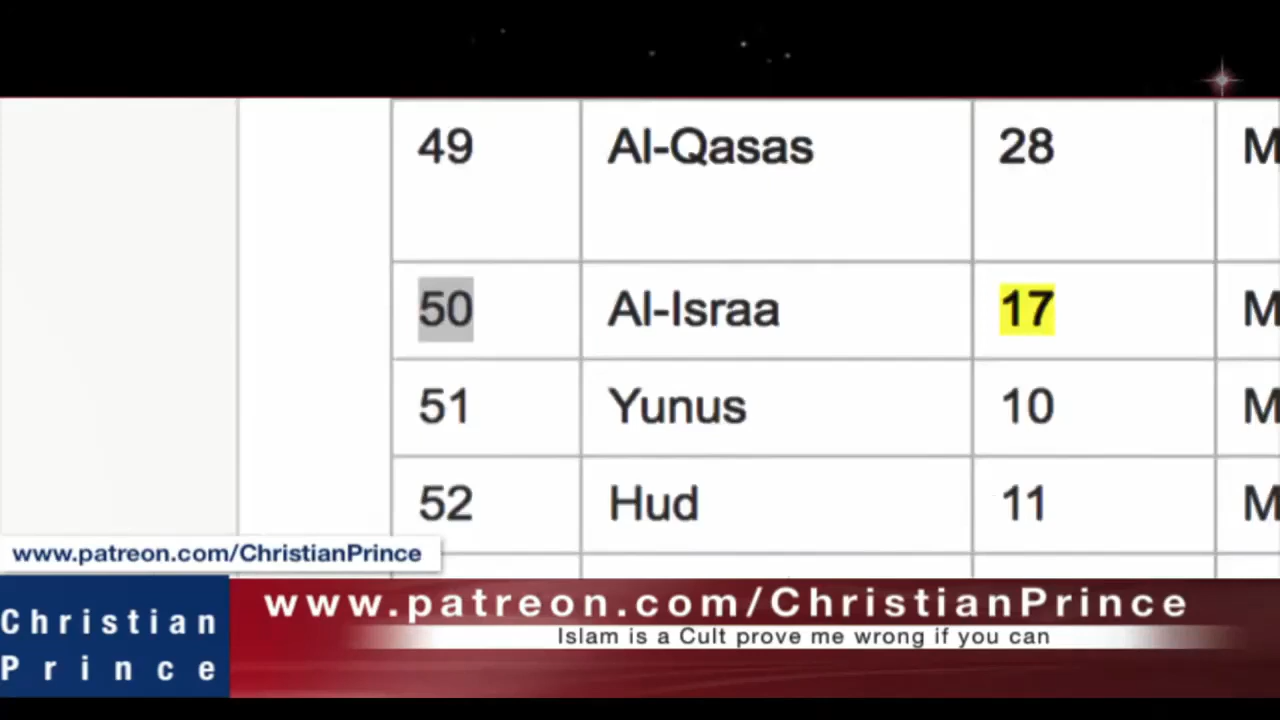 49 Al-Qasas 28 M
50 Al-Israa 17 M
51 Yunus 10 M
52 Hud 11 M
www.patreon.com/ChristianPrince
www.patreon.com/ChristianPrince
Islam is a Cult prove me wrong if you can
Christian
Prince